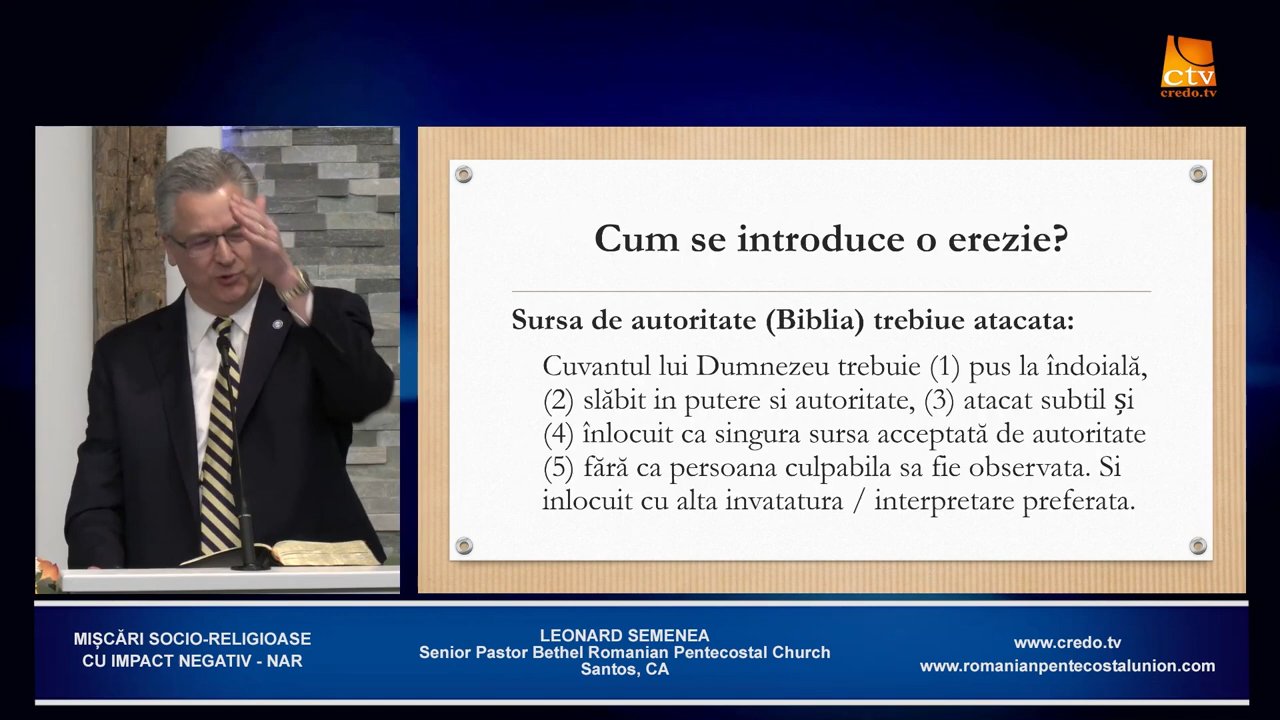 ctv
credo.tv
Cum se introduce o erezie?
Sursa de autoritate (Biblia) trebiue atacata:
Cuvantul lui Dumnezeu trebuie (1) pus la îndoială,
(2) slăbit in putere si autoritate, (3) atacat subtil și
(4) înlocuit ca singura sursa acceptată de autoritate
(5) fără ca persoana culpabila sa fie observata. Si
inlocuit cu alta invatatura / interpretare preferata.
MIȘCĂRI SOCIO-RELIGIOASE
CU IMPACT NEGATIV - NAR
LEONARD SEMENEA
Senior Pastor Bethel Romanian Pentecostal Church
Santos, CA
www.credo.tv
www.romanianpentecostalunion.com